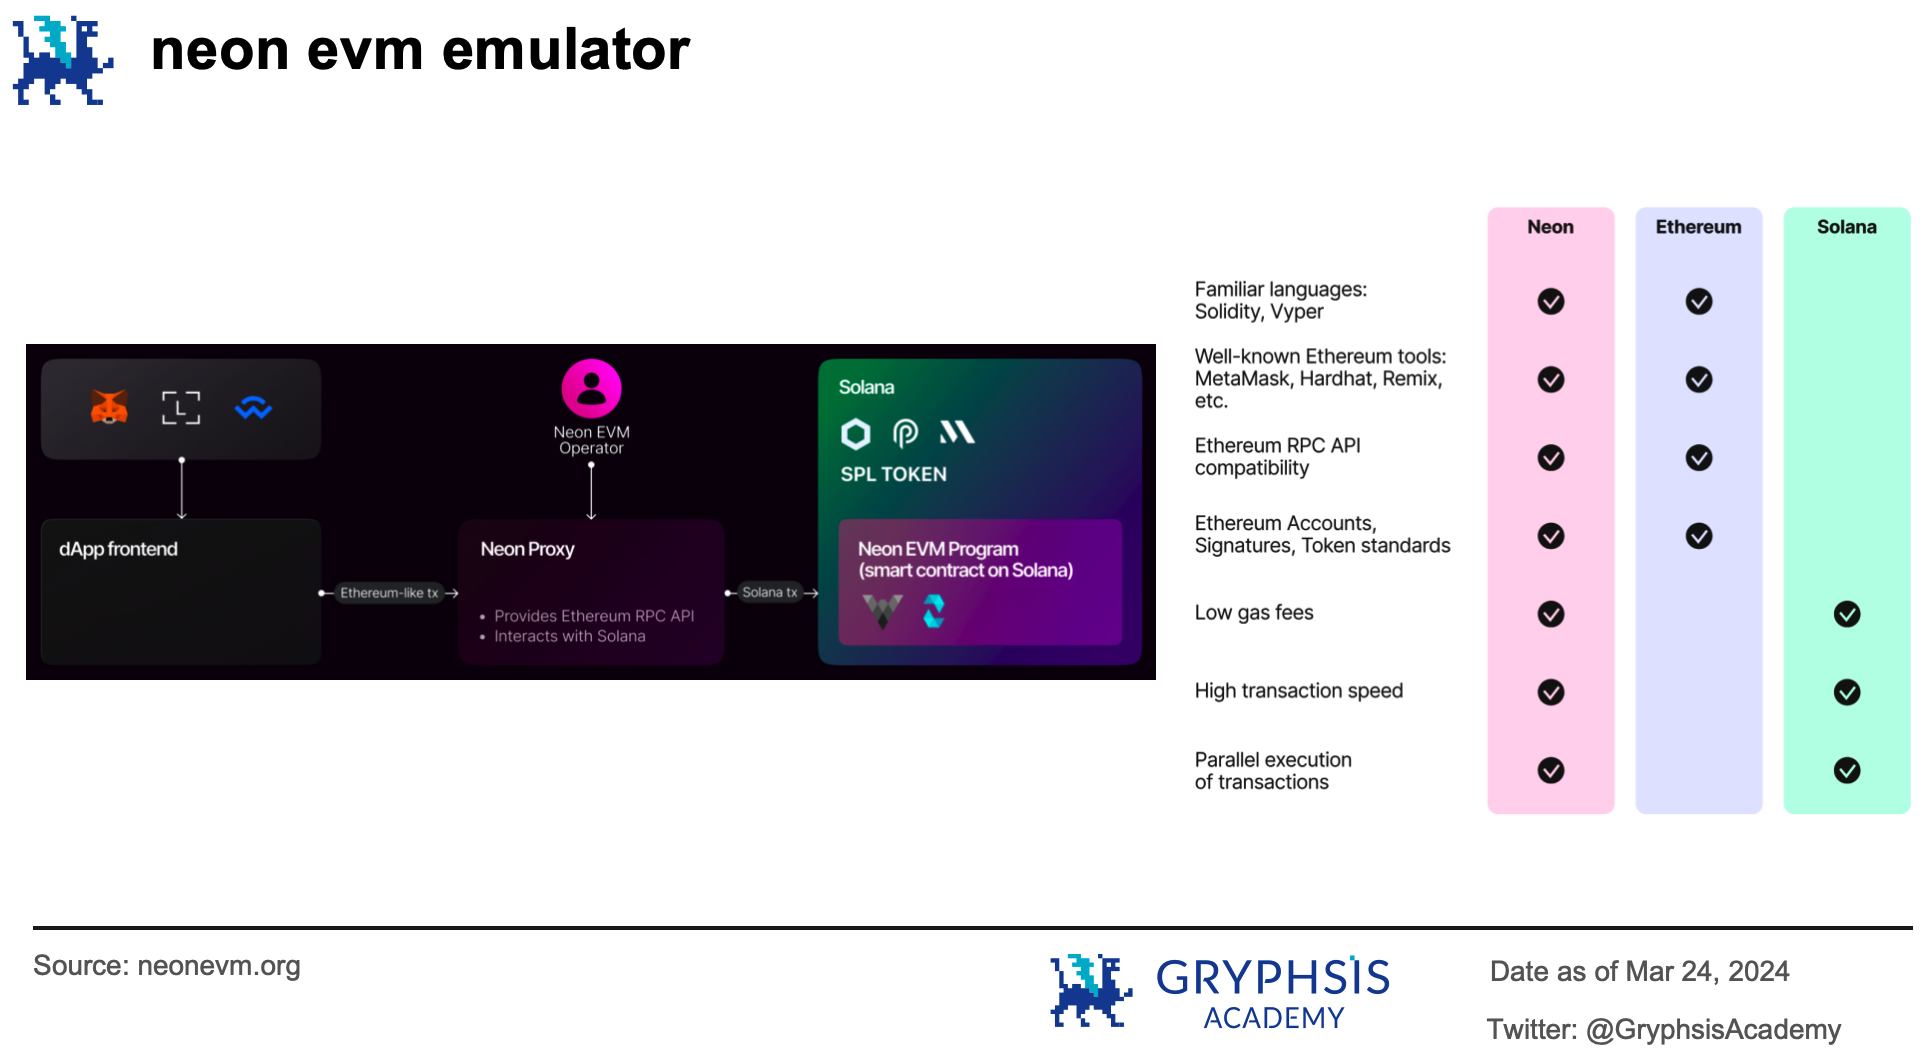 neon evm emulator
Neon EVM
Operator
dApp frontend
Ethereum-like tx
Neon Proxy
• Provides Ethereum RPC API
• Interacts with Solana
Solana tx
Solana
SPL TOKEN
Neon EVM Program
(smart contract on Solana)
Neon Ethereum Solana
Familiar languages:
Solidity, Vyper
Well-known Ethereum tools:
MetaMask, Hardhat, Remix,
etc.
Ethereum RPC API
compatibility
Ethereum Accounts,
Signatures, Token standards
Low gas fees
High transaction speed
Parallel execution
of transactions
Source: neonevm.org
GRYPHSIS
ACADEMY
Date as of Mar 24, 2024
Twitter: @GryphsisAcademy